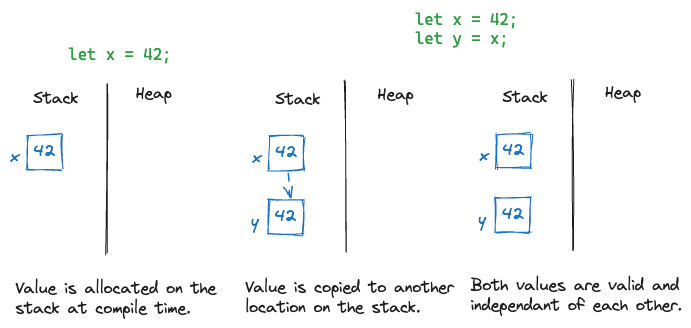 let x = 42;
let x = 42;
let y = x;
Stack
Heap
x
42
Value is allocated on the
stack at compile time.
Stack
Heap
x
42
y
42
Value is copied to another
location on the stack.
Stack
Heap
x
42
y
42
Both values are valid and
independant of each other.